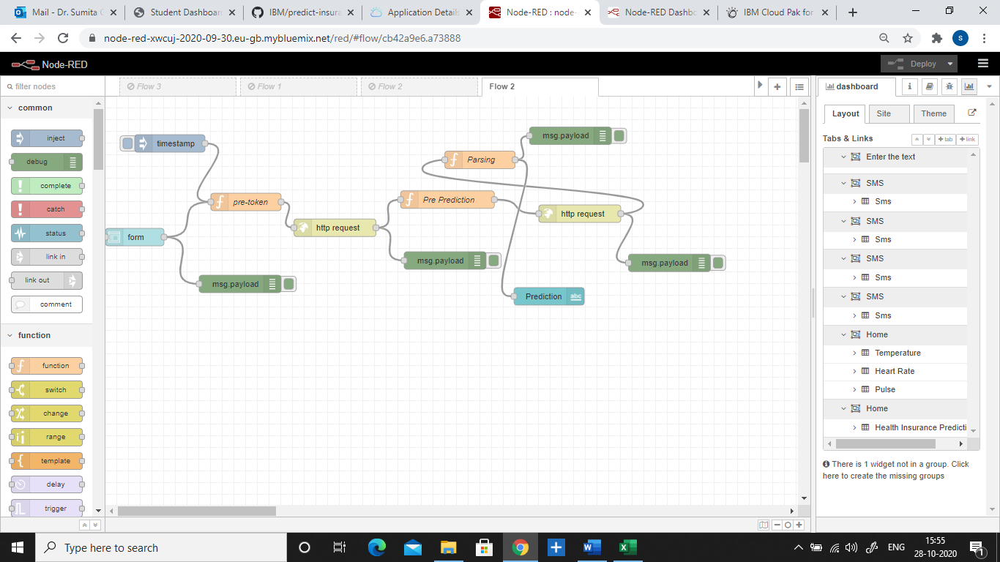 Mail - Dr. Sumita G
Student Dashboar
IBM/predict-insura
Application Details
Node-RED : node-
Node-RED Dashbo
IBM Cloud Pak for
node-red-xwcuj-2020-09-30.eu-gb.mybluemix.net/red/#flow/cb42a9e6.a73888
S
Node-RED
Deploy
filter nodes
Flow 3
Flow 1
Flow 2
Flow 2
dashboard
i
common
inject
debug
complete
catch
status
link in
link out
comment
function
function
switch
change
range
template
delay
trigger
timestamp
form
pre-token
msg.payload
http request
Pre Prediction
msg.payload
Parsing
msg.payload
http request
msg.payload
Prediction
abc
Layout
Site
Theme
Tabs & Links
+ tab
+ link
Enter the text
SMS
Sms
SMS
Sms
SMS
Sms
SMS
Sms
Home
Temperature
Heart Rate
Pulse
Home
Health Insurance Predicti
There is 1 widget not in a group. Click
here to create the missing groups
Type here to search
ENG
15:55
28-10-2020
1